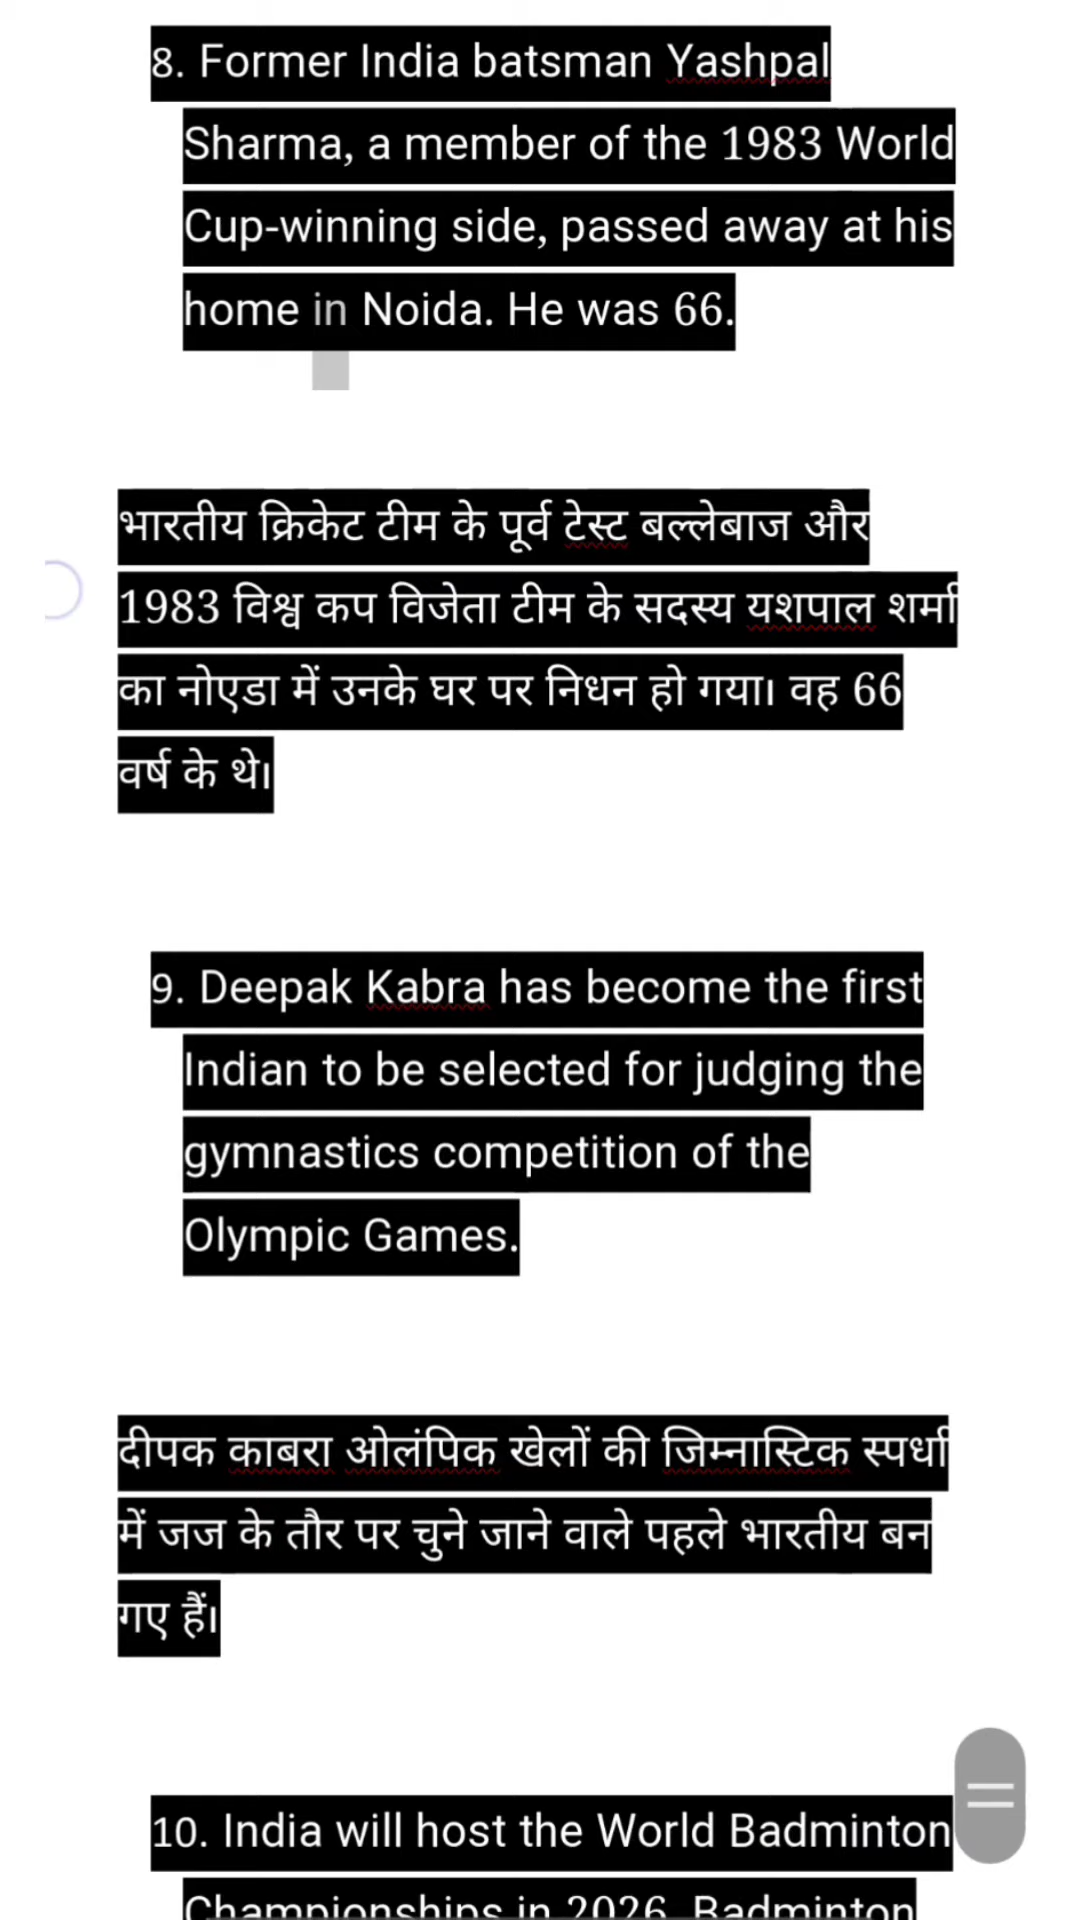 8. Former India batsman Yashpal
Sharma, a member of the 1983 World
Cup-winning side, passed away at his
home in Noida. He was 66.
भारतीय क्रिकेट टीम के पूर्व टेस्ट बल्लेबाज और
1983 विश्व कप विजेता टीम के सदस्य यशपाल शर्मा
का नोएडा में उनके घर पर निधन हो गया। वह 66
वर्ष के थे।
9. Deepak Kabra has become the first
Indian to be selected for judging the
gymnastics competition of the
Olympic Games.
दीपक काबरा ओलंपिक खेलों की जिम्नास्टिक स्पर्धा
में जज के तौर पर चुने जाने वाले पहले भारतीय बन
गए हैं।
10. India will host the World Badminton
Championships in 2026. Badminton